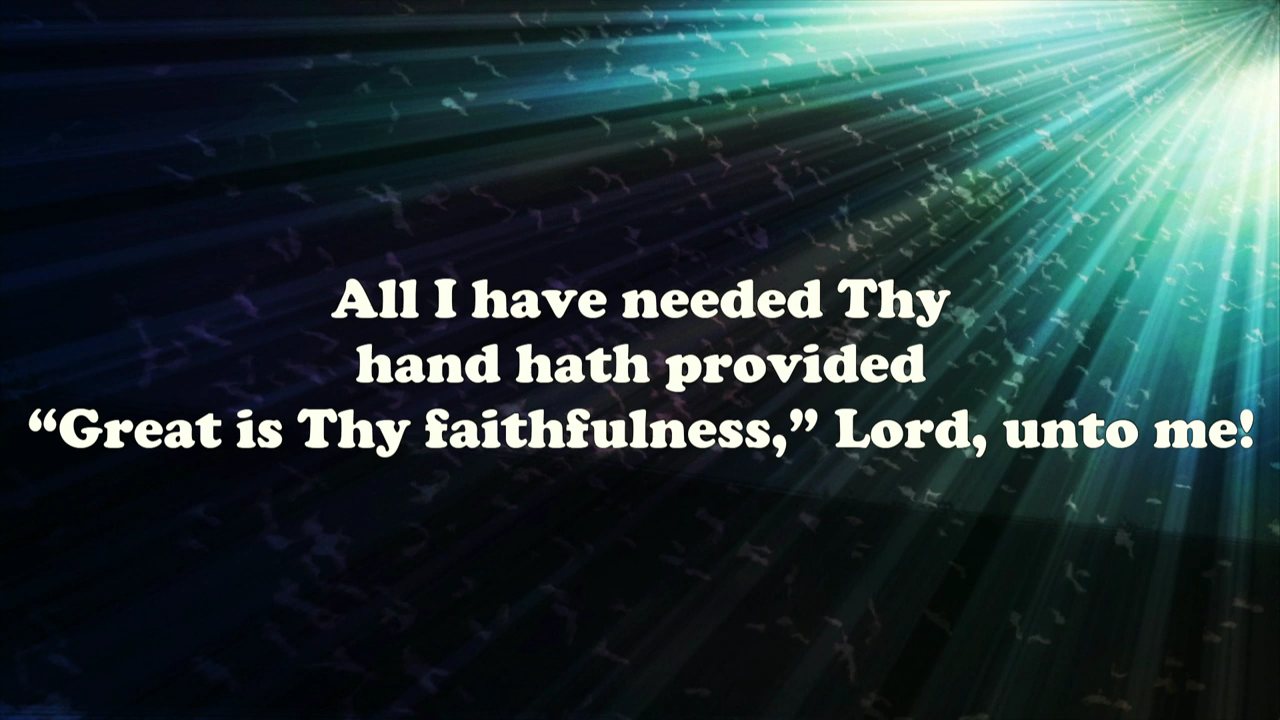 All I have needed Thy
hand hath provided
“Great is Thy faithfulness,” Lord, unto me!